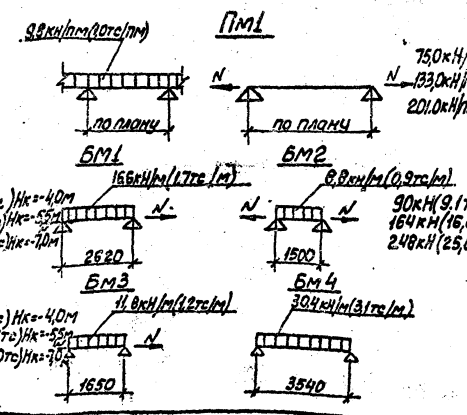 ПМ1
9,8кН/пм(1,0тс/пм)
N
N
75,0кН/
133,0кН/
201,0кН/п
по плану
по плану
БМ1
БМ2
16,6кН/м(1,7тс/м)
8,8кН/м(0,9тс/м)
)Нк=-4,0м
)Нк=-5,5м
с)Нк=-7,0м
N
N
N
90кН(9,1т
164кН(16,
248кН(25,
2620
1500
БМ3
БМ4
11,8кН/м(1,2тс/м)
30,4кН/м(3,1тс/м)
с)Нк=-4,0м
тс)Нк=-5,5м
0тс)Нк=-7,0
N
1650
3540